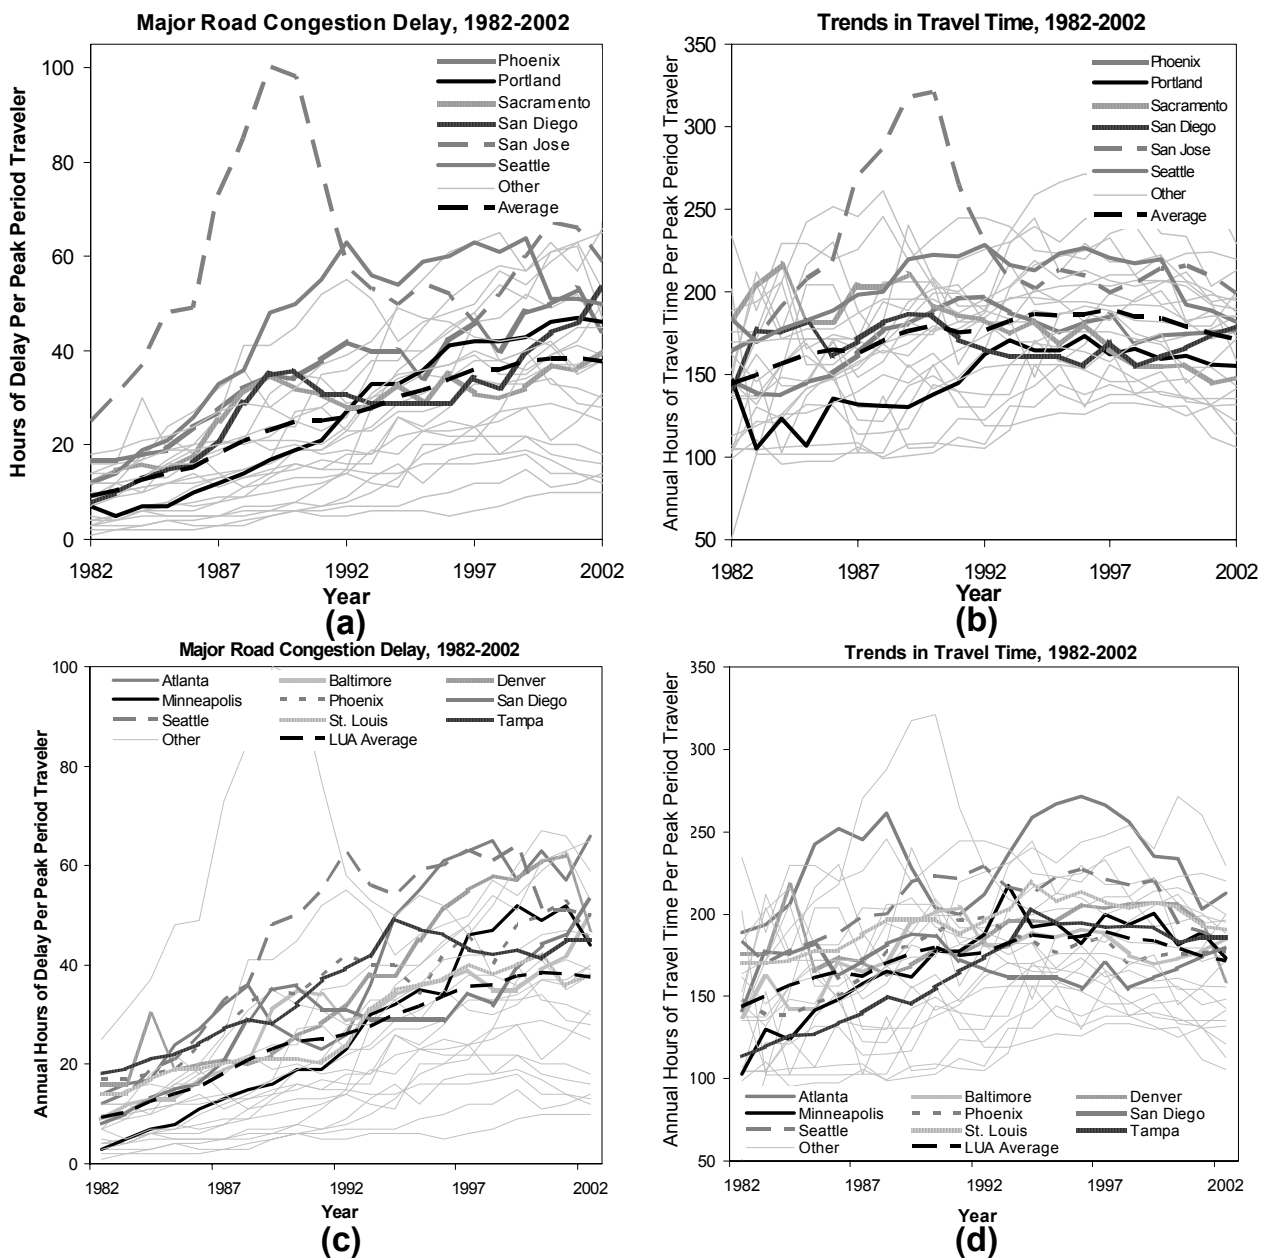 Major Road Congestion Delay, 1982-2002
Hours of Delay Per Peak Period Traveler
100
80
60
40
20
0
Phoenix
Portland
Sacramento
San Diego
San Jose
Seattle
Other
Average
1982
1987
1992
1997
2002
Year
(a)
Trends in Travel Time, 1982-2002
Annual Hours of Travel Time Per Peak Period Traveler
350
300
250
200
150
100
50
Phoenix
Portland
Sacramento
San Diego
San Jose
Seattle
Other
Average
1982
1987
1992
1997
2002
Year
(b)
Major Road Congestion Delay, 1982-2002
Annual Hours of Delay Per Peak Period Traveler
100
80
60
40
20
0
Atlanta Baltimore Denver
Minneapolis Phoenix San Diego
Seattle St. Louis Tampa
Other LUA Average
1982
1987
1992
1997
2002
Year
(c)
Trends in Travel Time, 1982-2002
Annual Hours of Travel Time Per Peak Period Traveler
350
300
250
200
150
100
50
Atlanta Baltimore Denver
Minneapolis Phoenix San Diego
Seattle St. Louis Tampa
Other LUA Average
1982
1987
1992
1997
2002
Year
(d)